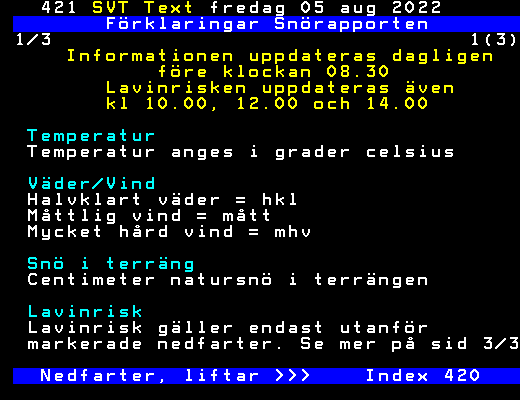 421 SVT Text fredag 05 aug 2022
Förklaringar Snörapporten
1/3 1(3)
Informationen uppdateras dagligen
före klockan 08.30
Lavinrisken uppdateras även
kl 10.00, 12.00 och 14.00
Temperatur
Temperatur anges i grader celsius
Väder/Vind
Halvklart väder = hkl
Måttlig vind = mått
Mycket hård vind = mhv
Snö i terräng
Centimeter natursnö i terrängen
Lavinrisk
Lavinrisk gäller endast utanför
markerade nedfarter. Se mer på sid 3/3
Nedfarter, liftar >>> Index 420